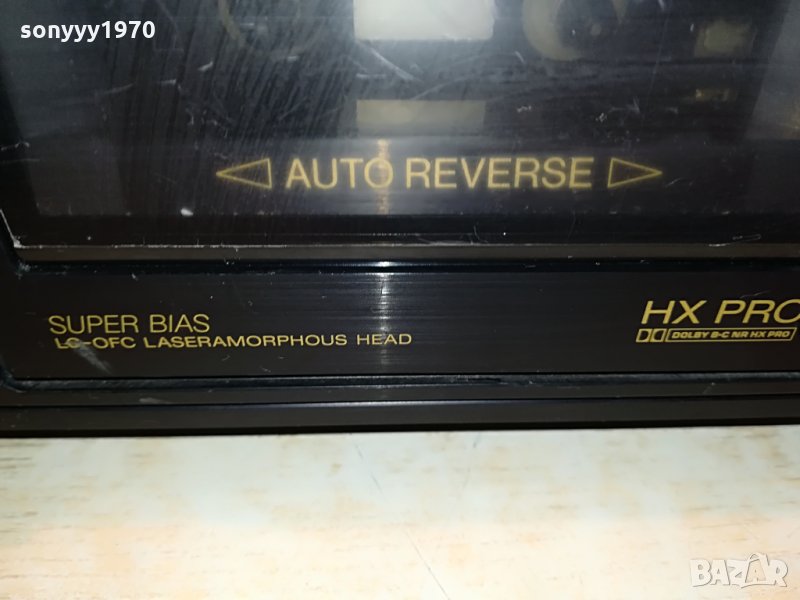 sonyyy1970
◁ AUTO REVERSE ▷
SUPER BIAS
LC-OFC LASERAMORPHOUS HEAD
HX PRO
DOLBY B-C NR HX PRO
BAZAR